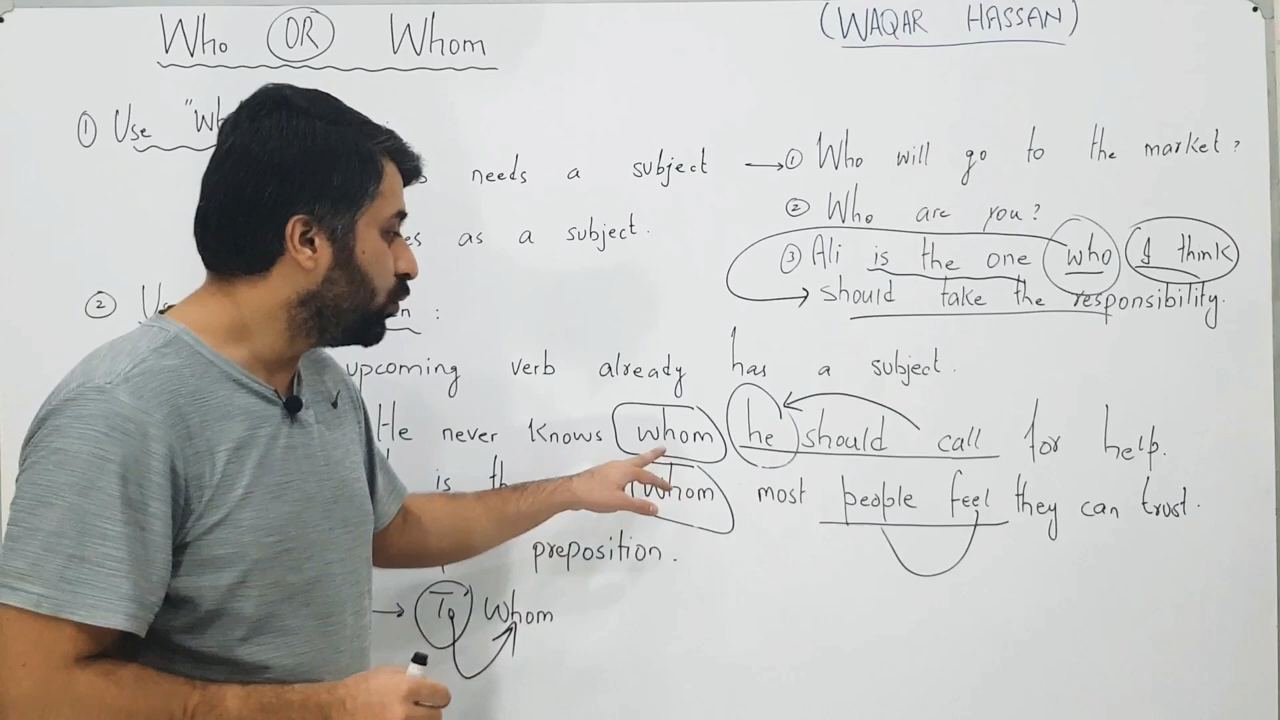 Who OR Whom
(WAQAR HASSAN)
① Use "Wh
needs a subject → ① Who will go to the market?
es as a subject.
② Who are you?
③ Ali is the one who I think
should take the responsibility.
② Us en :
upcoming verb already has a subject.
He never knows whom he should call for help.
is th whom most people feel they can trust.
preposition.
→ To Whom